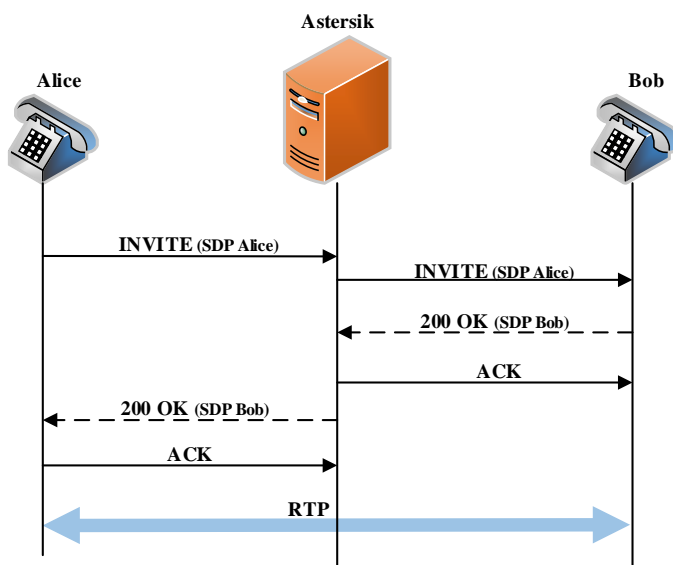 Astersik
Alice
Bob
INVITE (SDP Alice)
INVITE (SDP Alice)
200 OK (SDP Bob)
ACK
200 OK (SDP Bob)
ACK
RTP